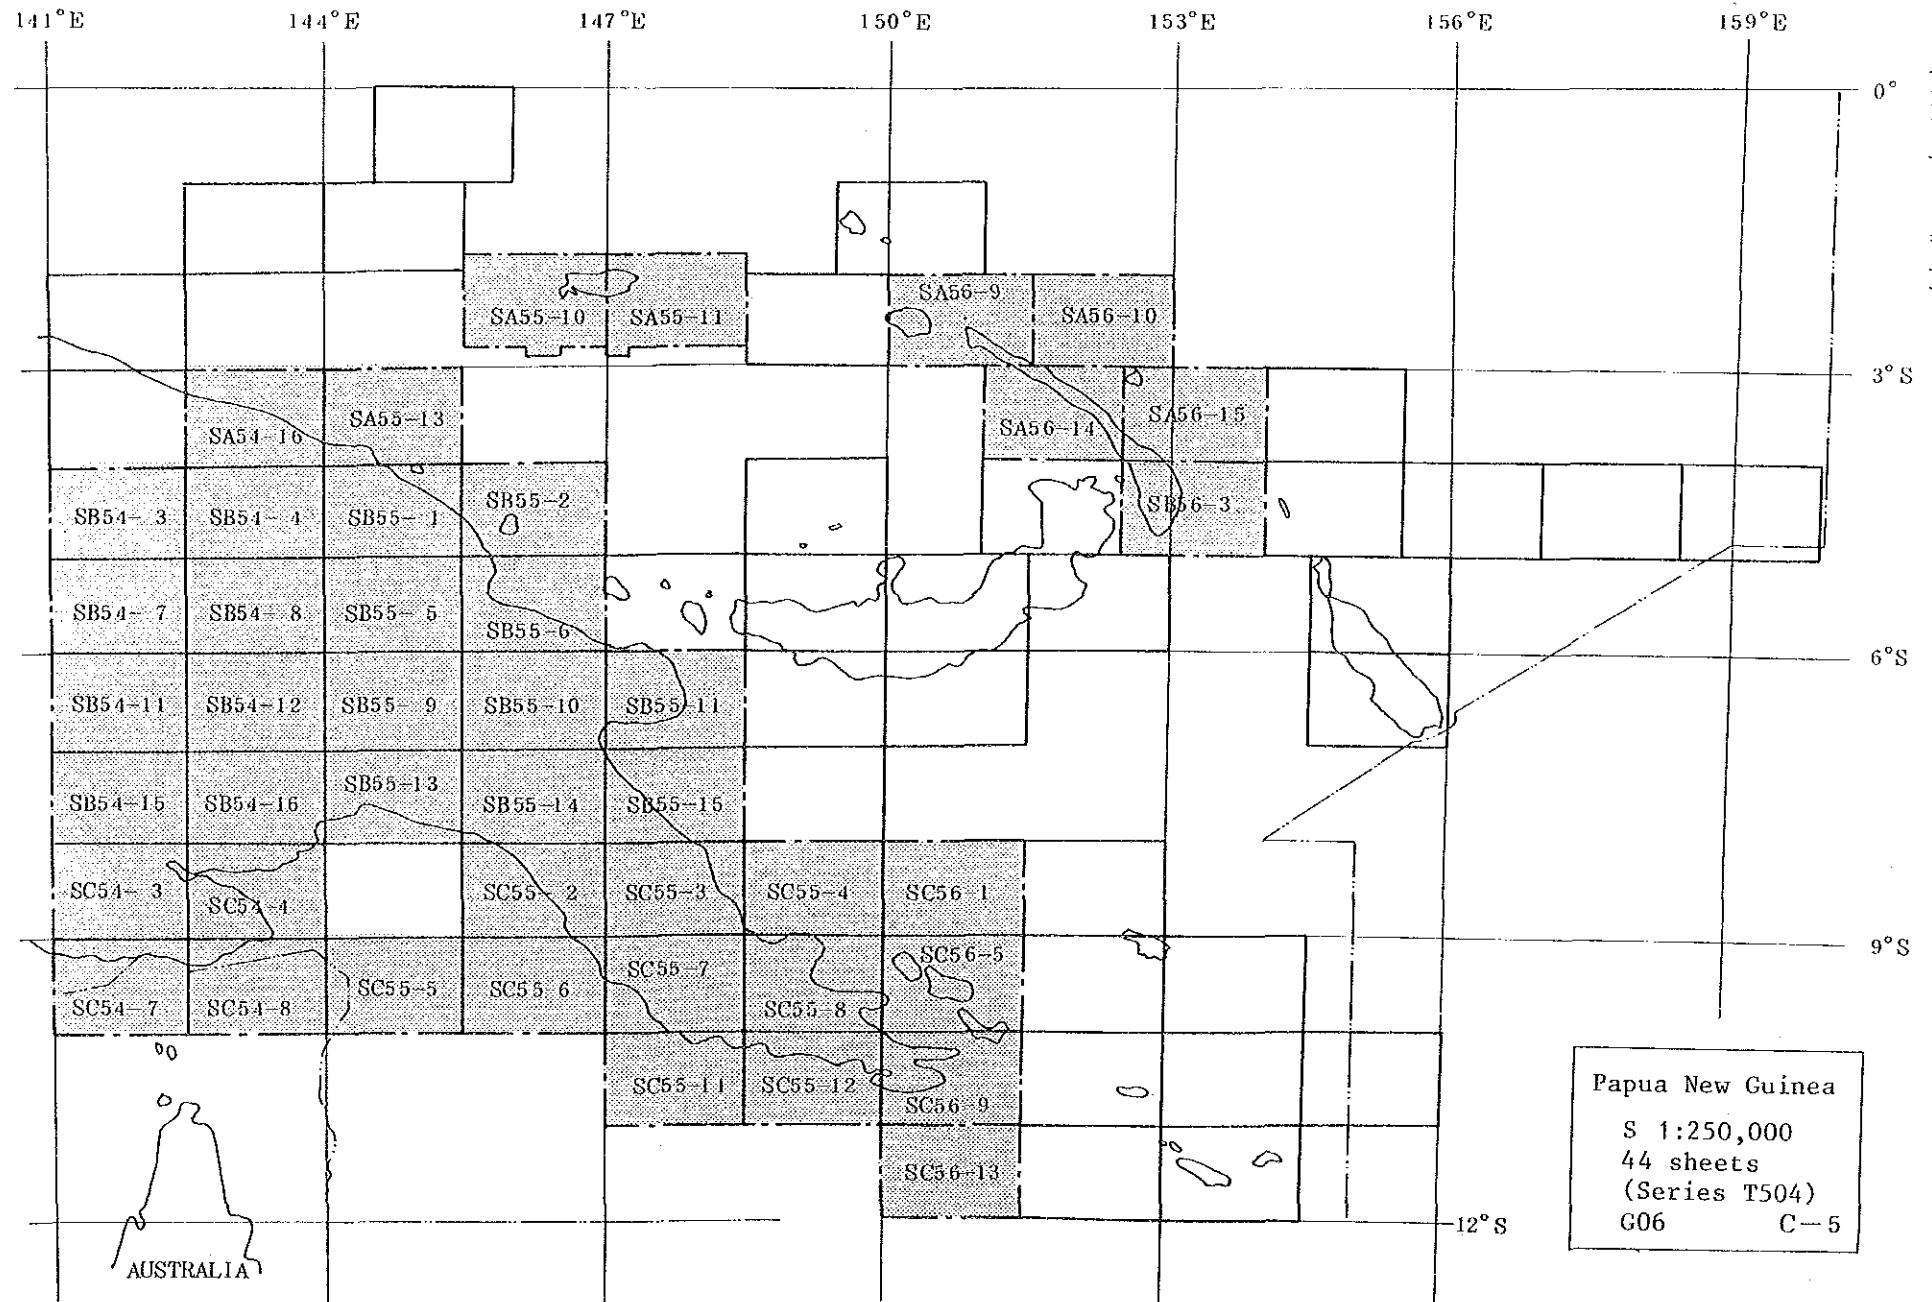 141°E 144°E 147°E 150°E 153°E 156°E 159°E
0°
SA56-9
SA55-10 SA55-11 SA56-10
3°S
SA55-13 SA56-15
SA54-16 SA56-14
SB55-2 SB56-3
SB54- 3 SB54- 4 SB55- 1
SB54- 7 SB54- 8 SB55- 5
SB55-6
6°S
SB54-11 SB54-12 SB55- 9 SB55-10 SB55-11
SB55-13
SB54-15 SB54-16 SB55-14 SB55-15
SC54- 3 SC55- 2 SC55-3 SC55-4 SC56-1
SC54-4
9°S
SC56-5
SC55-7
SC55-5 SC55 6
SC54-7 SC54-8 SC55-8
SC55-11 SC55-12
SC56-9
SC56-13
12°S
AUSTRALIA
Papua New Guinea
S 1:250,000
44 sheets
(Series T504)
G06 C-5